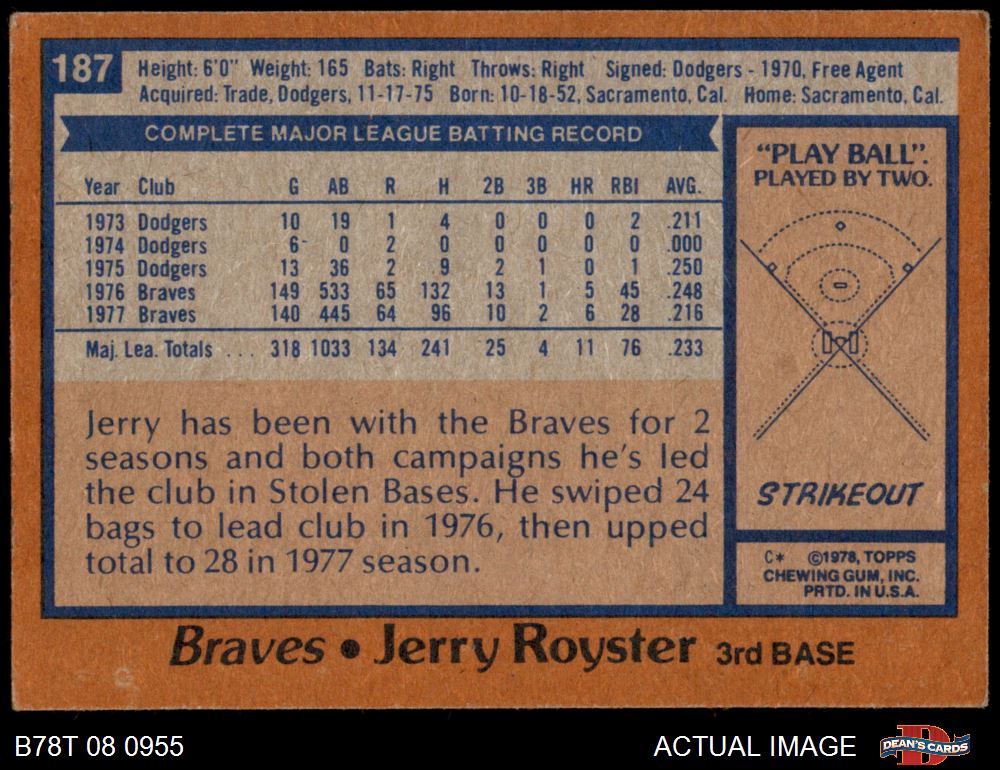 187
Height: 6'0" Weight: 165 Bats: Right Throws: Right Signed: Dodgers - 1970, Free Agent
Acquired: Trade, Dodgers, 11-17-75 Born: 10-18-52, Sacramento, Cal. Home: Sacramento, Cal.
COMPLETE MAJOR LEAGUE BATTING RECORD
Year Club G AB R H 2B 3B HR RBI AVG.
1973 Dodgers 10 19 1 4 0 0 0 2 .211
1974 Dodgers 6 0 2 0 0 0 0 0 .000
1975 Dodgers 13 36 2 9 2 1 0 1 .250
1976 Braves 149 533 65 132 13 1 5 45 .248
1977 Braves 140 445 64 96 10 2 6 28 .216
Maj. Lea. Totals ... 318 1033 134 241 25 4 11 76 .233
Jerry has been with the Braves for 2
seasons and both campaigns he's led
the club in Stolen Bases. He swiped 24
bags to lead club in 1976, then upped
total to 28 in 1977 season.
"PLAY BALL".
PLAYED BY TWO.
STRIKEOUT
C* ©1978, TOPPS
CHEWING GUM, INC.
PRTD. IN U.S.A.
Braves • Jerry Royster 3rd BASE
B78T 08 0955
ACTUAL IMAGE
D
DEAN'S CARDS